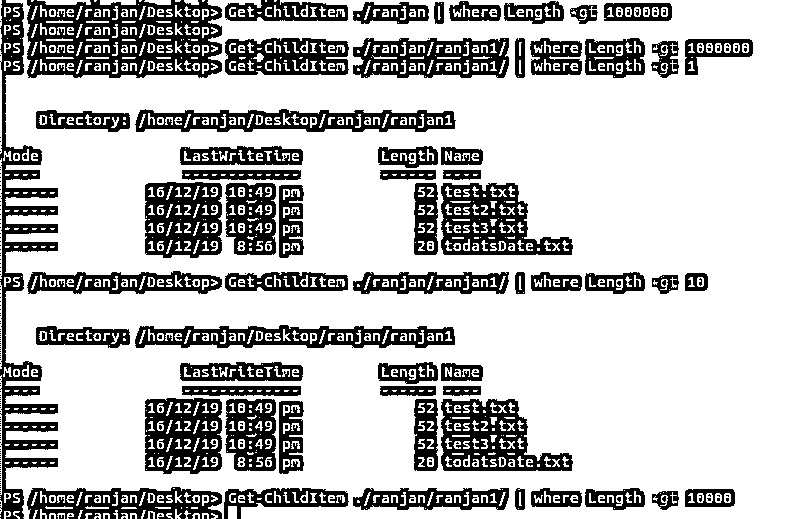 PS /home/ranjan/Desktop> Get-ChildItem ./ranjan | where Length -gt 1000000
PS /home/ranjan/Desktop>
PS /home/ranjan/Desktop> Get-ChildItem ./ranjan/ranjan1/ | where Length -gt 1000000
PS /home/ranjan/Desktop> Get-ChildItem ./ranjan/ranjan1/ | where Length -gt 1
Directory: /home/ranjan/Desktop/ranjan/ranjan1
Mode LastWriteTime Length Name
---- ------------- ------ ----
------ 16/12/19 10:49 pm 52 test.txt
------ 16/12/19 10:49 pm 52 test2.txt
------ 16/12/19 10:49 pm 52 test3.txt
------ 16/12/19 8:56 pm 20 todatsDate.txt
PS /home/ranjan/Desktop> Get-ChildItem ./ranjan/ranjan1/ | where Length -gt 10
Directory: /home/ranjan/Desktop/ranjan/ranjan1
Mode LastWriteTime Length Name
---- ------------- ------ ----
------ 16/12/19 10:49 pm 52 test.txt
------ 16/12/19 10:49 pm 52 test2.txt
------ 16/12/19 10:49 pm 52 test3.txt
------ 16/12/19 8:56 pm 20 todatsDate.txt
PS /home/ranjan/Desktop> Get-ChildItem ./ranjan/ranjan1/ | where Length -gt 10000
PS /home/ranjan/Desktop>